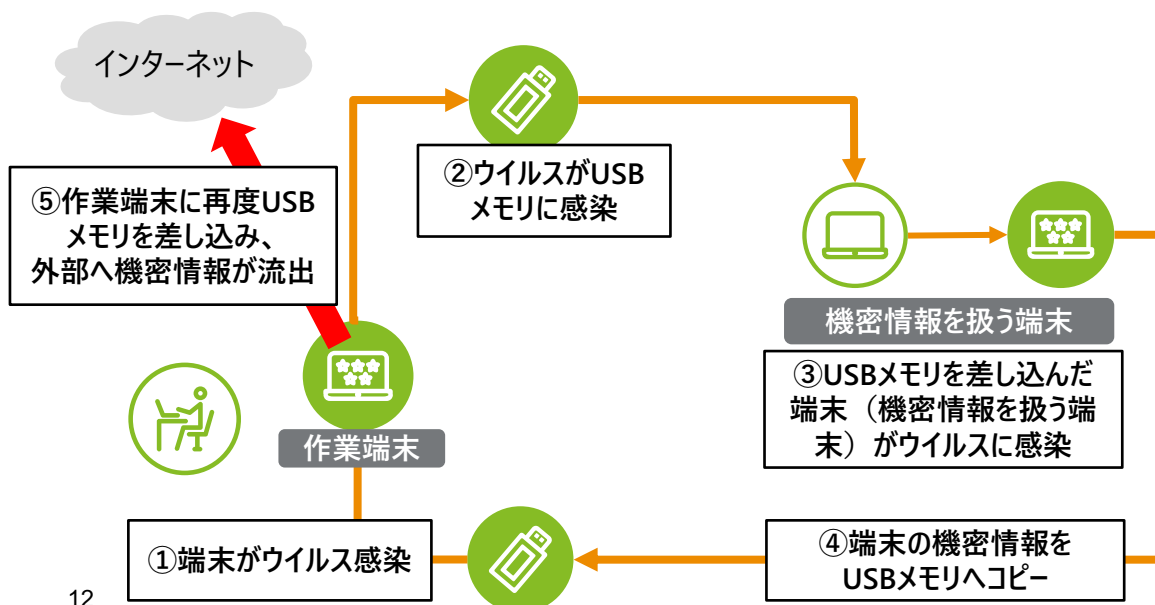 インターネット
②ウイルスがUSB
メモリに感染
⑤作業端末に再度USB
メモリを差し込み、
外部へ機密情報が流出
機密情報を扱う端末
③USBメモリを差し込んだ
端末（機密情報を扱う端
末）がウイルスに感染
作業端末
①端末がウイルス感染
④端末の機密情報を
USBメモリへコピー
12